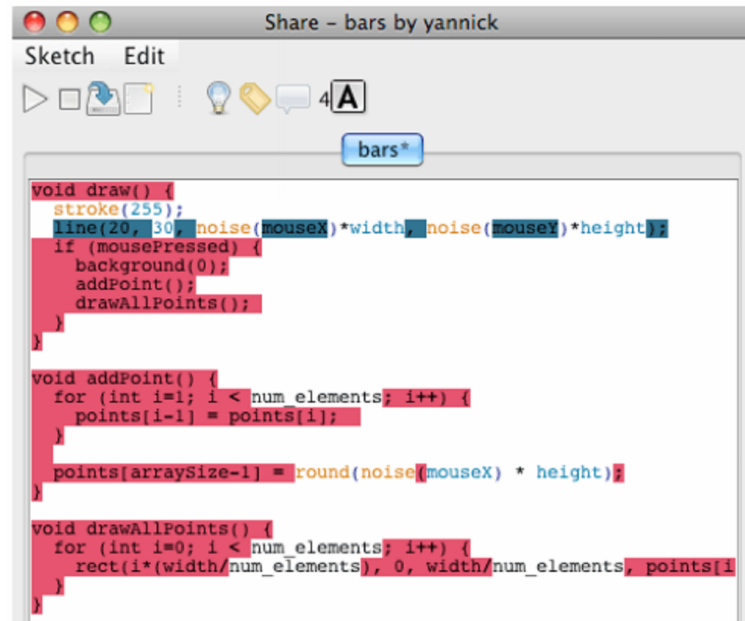 Share – bars by yannick
Sketch Edit
4 A
bars*
void draw() {
stroke(255);
line(20, 30, noise(mouseX)*width, noise(mouseY)*height);
if (mousePressed) {
background(0);
addPoint();
drawAllPoints();
}
}
void addPoint() {
for (int i=1; i < num_elements; i++) {
points[i-1] = points[i];
}
points[arraySize-1] = round(noise(mouseX) * height);
}
void drawAllPoints() {
for (int i=0; i < num_elements; i++) {
rect(i*(width/num_elements), 0, width/num_elements, points[i
}
}